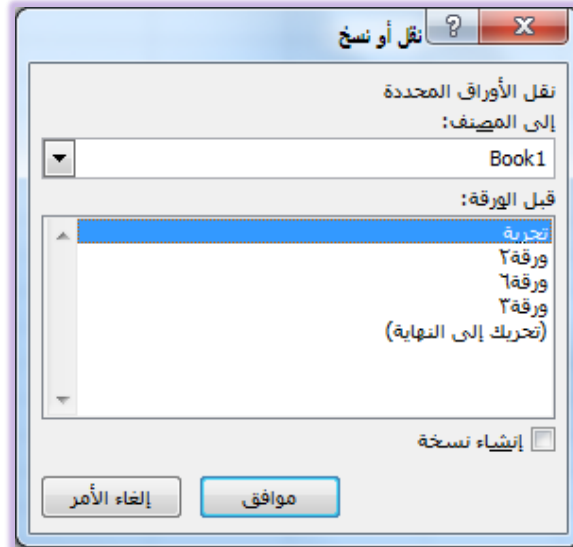 نقل أو نسخ
نقل الأوراق المحددة
إلى المصنف:
Book1
قبل الورقة:
تجربة
ورقة٢
ورقة٦
ورقة٣
(تحريك إلى النهاية)
إنشاء نسخة
موافق
إلغاء الأمر